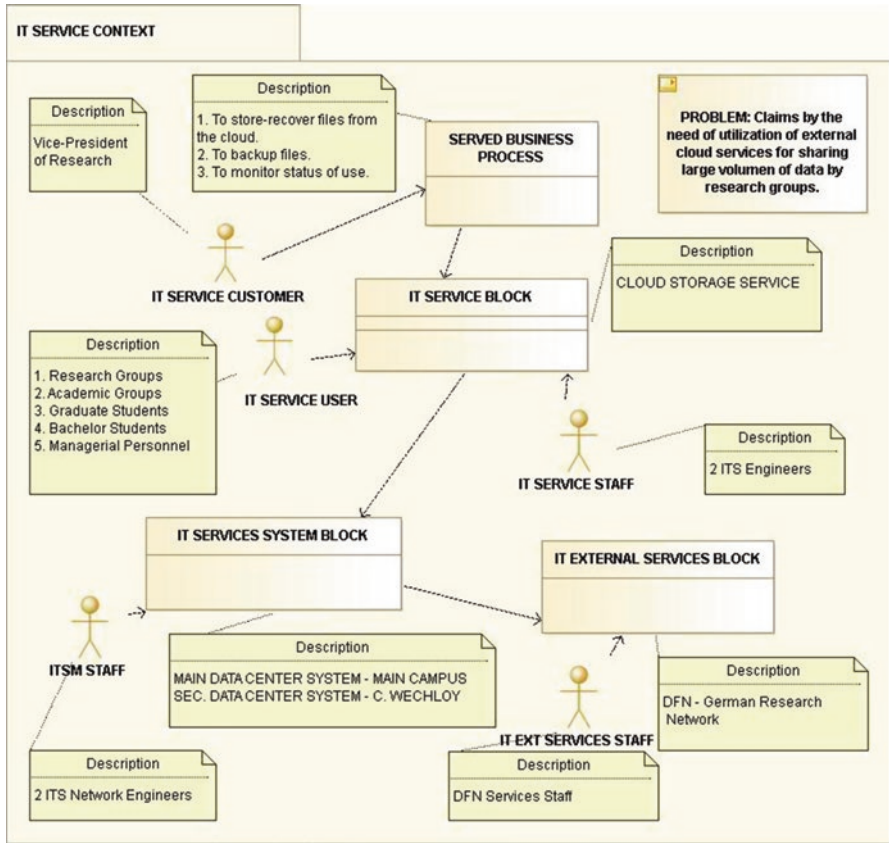 IT SERVICE CONTEXT
Description
Vice-President
of Research
Description
1. To store-recover files from
the cloud.
2. To backup files.
3. To monitor status of use.
SERVED BUSINESS
PROCESS
PROBLEM: Claims by the
need of utilization of external
cloud services for sharing
large volumen of data by
research groups.
IT SERVICE CUSTOMER
IT SERVICE BLOCK
Description
CLOUD STORAGE SERVICE
Description
1. Research Groups
2. Academic Groups
3. Graduate Students
4. Bachelor Students
5. Managerial Personnel
IT SERVICE USER
IT SERVICE STAFF
Description
2 ITS Engineers
IT SERVICES SYSTEM BLOCK
IT EXTERNAL SERVICES BLOCK
ITSM STAFF
Description
MAIN DATA CENTER SYSTEM - MAIN CAMPUS
SEC. DATA CENTER SYSTEM - C. WECHLOY
IT EXT SERVICES STAFF
Description
DFN - German Research
Network
Description
2 ITS Network Engineers
Description
DFN Services Staff